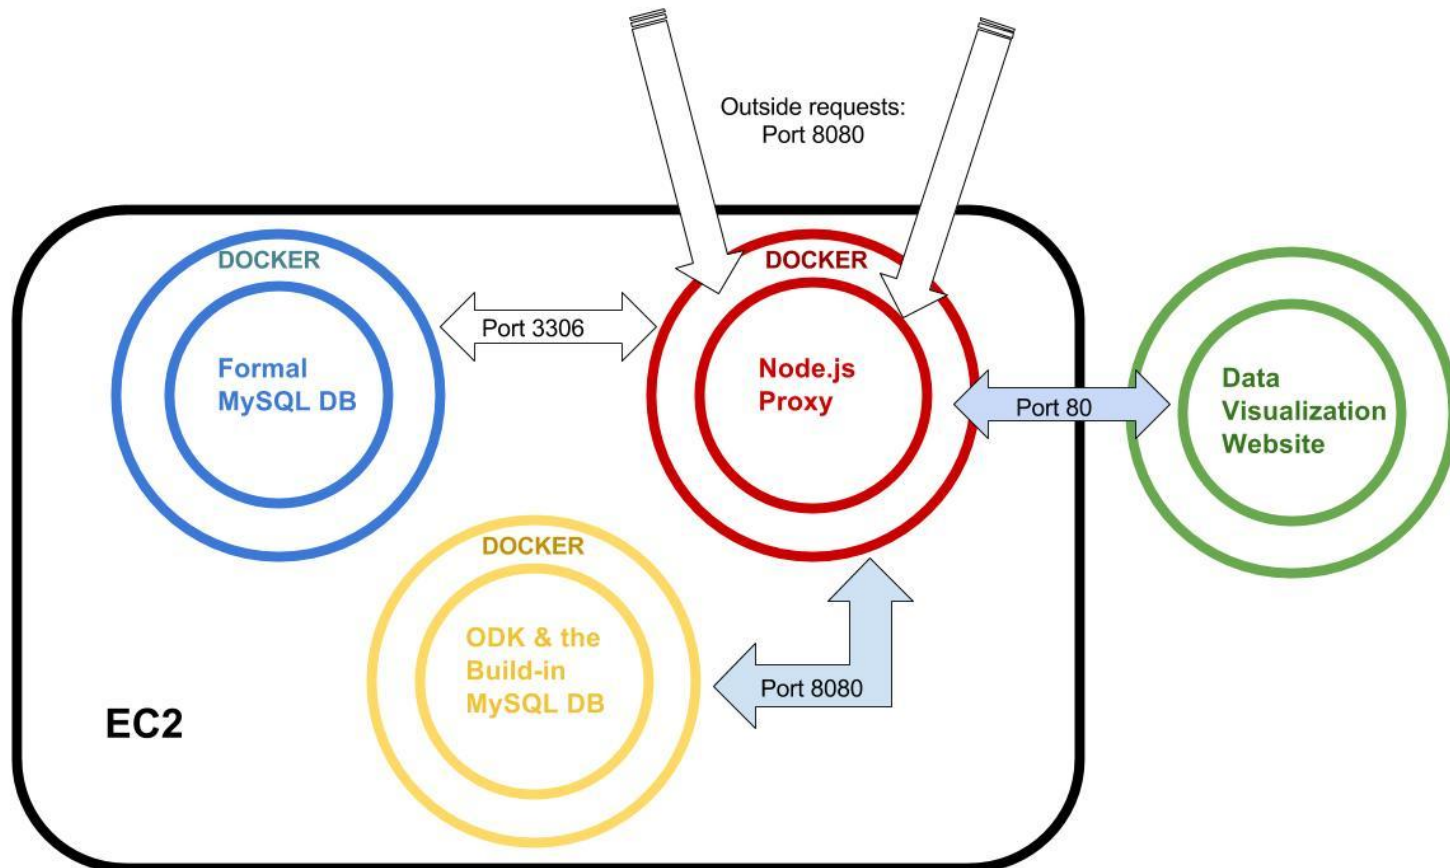 Outside requests:
Port 8080
DOCKER
Formal
MySQL DB
Port 3306
DOCKER
Node.js
Proxy
Port 80
Data
Visualization
Website
DOCKER
ODK & the
Build-in
MySQL DB
Port 8080
EC2